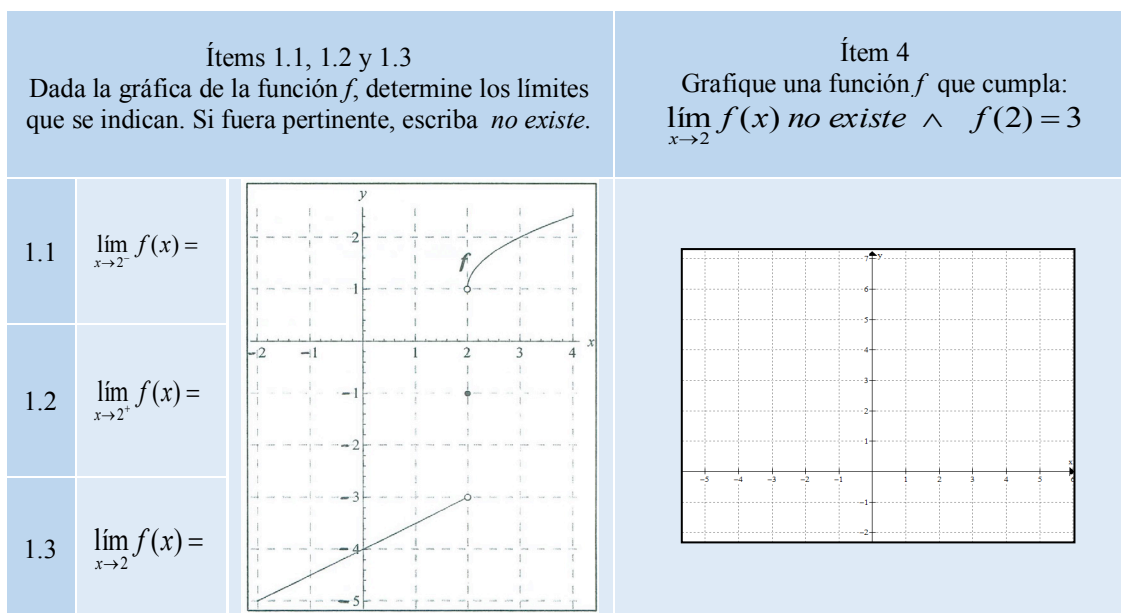 Ítems 1.1, 1.2 y 1.3
Dada la gráfica de la función f, determine los límites
que se indican. Si fuera pertinente, escriba no existe.
Ítem 4
Grafique una función f que cumpla:
lím x→2 f(x) no existe ∧ f(2) = 3
1.1 lím x→2⁻ f(x) =
1.2 lím x→2⁺ f(x) =
1.3 lím x→2 f(x) =
y
2
f
1
-2 -1 1 2 3 4 x
-1
-2
-3
-4
-5
7 y
6
5
4
3
2
1
x
-5 -4 -3 -2 -1 1 2 3 4 5 6
-1
-2